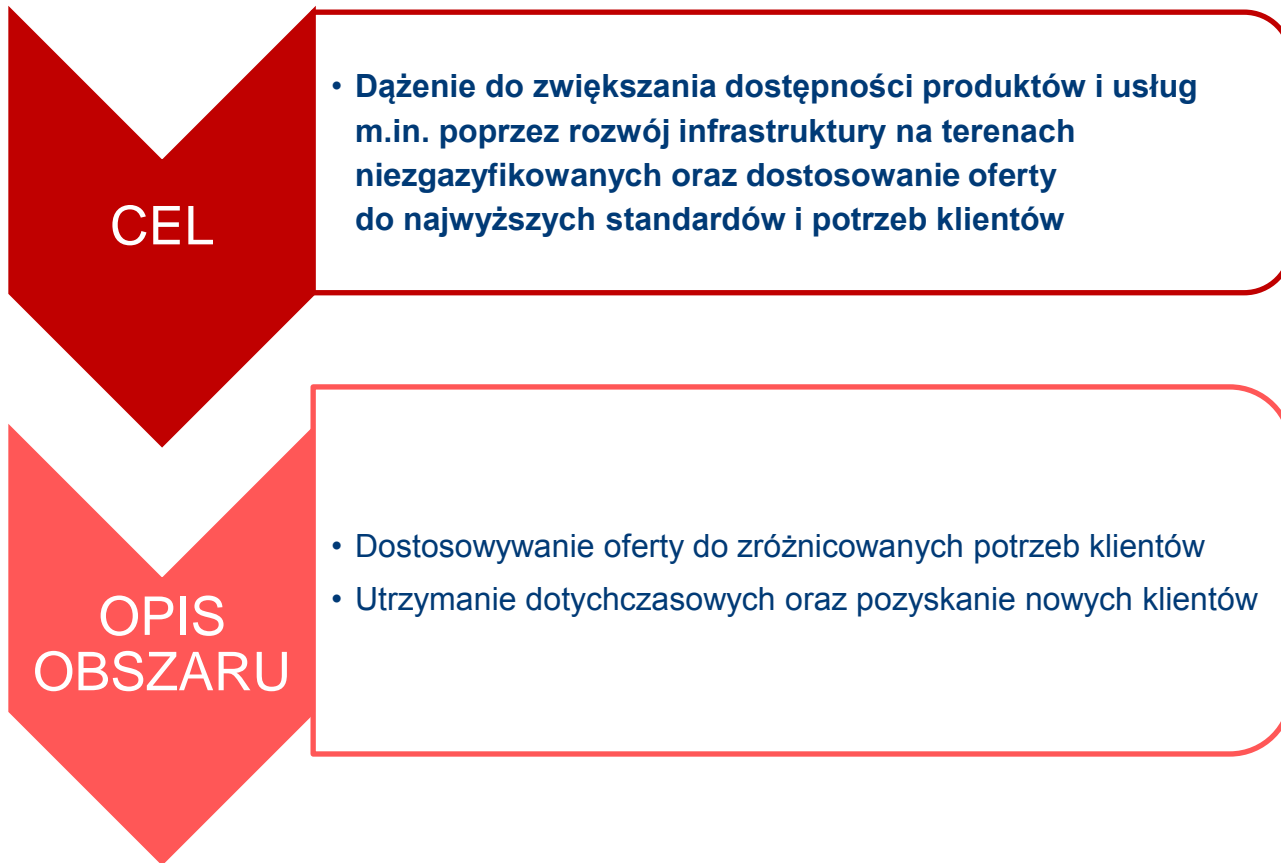 CEL
• Dążenie do zwiększania dostępności produktów i usług
m.in. poprzez rozwój infrastruktury na terenach
niezgazyfikowanych oraz dostosowanie oferty
do najwyższych standardów i potrzeb klientów
OPIS
OBSZARU
• Dostosowywanie oferty do zróżnicowanych potrzeb klientów
• Utrzymanie dotychczasowych oraz pozyskanie nowych klientów